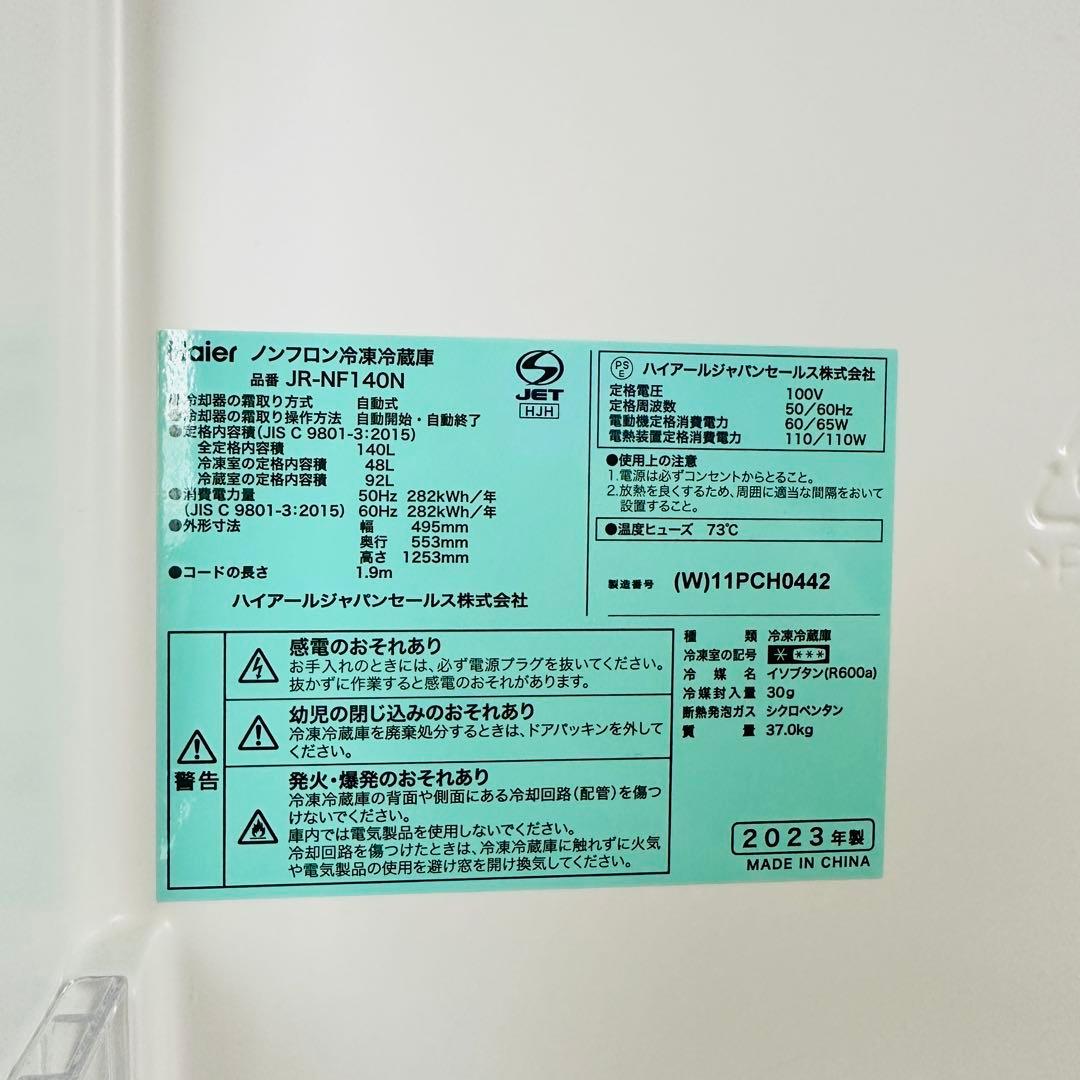 Haier ノンフロン冷凍冷蔵庫
品番 JR-NF140N
●冷却器の霜取り方式 自動式
●冷却器の霜取り操作方法 自動開始・自動終了
●定格内容積(JIS C 9801-3:2015)
全定格内容積 140L
冷凍室の定格内容積 48L
冷蔵室の定格内容積 92L
●消費電力量 50Hz 282kWh/年
(JIS C 9801-3:2015) 60Hz 282kWh/年
●外形寸法 幅 495mm
奥行 553mm
高さ 1253mm
●コードの長さ 1.9m
ハイアールジャパンセールス株式会社
JET
HJH
PSE ハイアールジャパンセールス株式会社
定格電圧 100V
定格周波数 50/60Hz
電動機定格消費電力 60/65W
電熱装置定格消費電力 110/110W
●使用上の注意
1.電源は必ずコンセントからとること。
2.放熱を良くするため、周囲に適当な間隔をおいて
設置すること。
●温度ヒューズ 73℃
製造番号 (W)11PCH0442
警告
感電のおそれあり
お手入れのときには、必ず電源プラグを抜いてください。
抜かずに作業すると感電のおそれがあります。
幼児の閉じ込みのおそれあり
冷凍冷蔵庫を廃棄処分するときは、ドアパッキンを外して
ください。
発火・爆発のおそれあり
冷凍冷蔵庫の背面や側面にある冷却回路(配管)を傷つ
けないでください。
庫内では電気製品を使用しないでください。
冷却回路を傷つけたときは、冷凍冷蔵庫に触れずに火気
や電気製品の使用を避け窓を開け換気してください。
種類 冷凍冷蔵庫
冷凍室の記号 * ***
冷媒名 イソブタン(R600a)
冷媒封入量 30g
断熱発泡ガス シクロペンタン
質量 37.0kg
2023年製
MADE IN CHINA